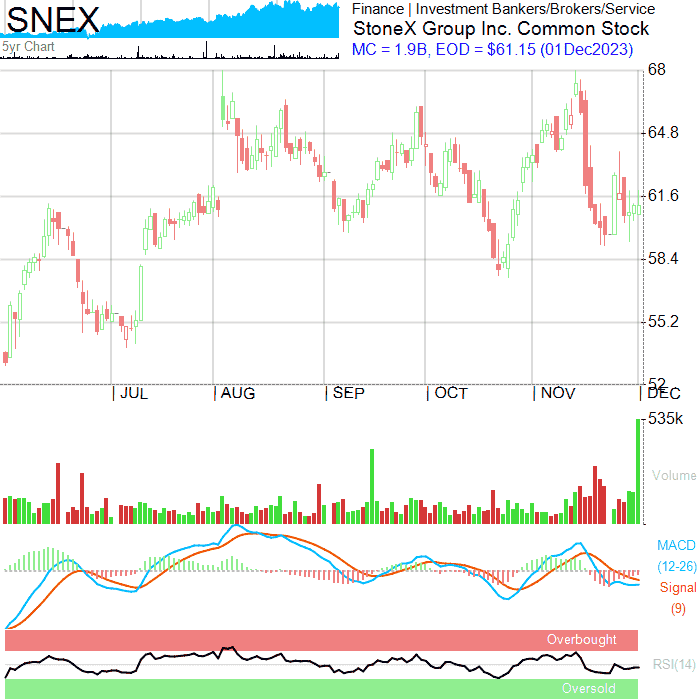 SNEX
Finance | Investment Bankers/Brokers/Service
StoneX Group Inc. Common Stock
MC = 1.9B, EOD = $61.15 (01Dec2023)
5yr Chart
68
64.8
61.6
58.4
55.2
52
JUL
AUG
SEP
OCT
NOV
DEC
535k
Volume
MACD
(12-26)
Signal
(9)
Overbought
RSI(14)
Oversold